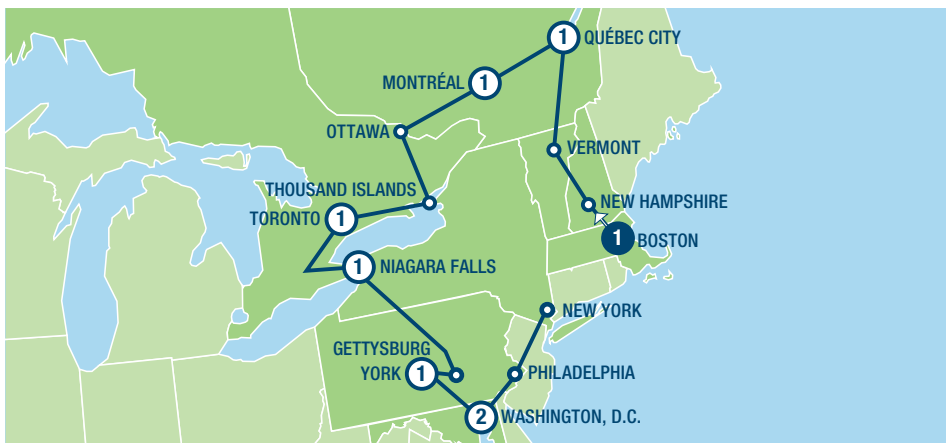 1 QUÉBEC CITY
MONTRÉAL 1
OTTAWA
VERMONT
THOUSAND ISLANDS
NEW HAMPSHIRE
TORONTO 1
1 BOSTON
1 NIAGARA FALLS
NEW YORK
GETTYSBURG
YORK 1
PHILADELPHIA
2 WASHINGTON, D.C.